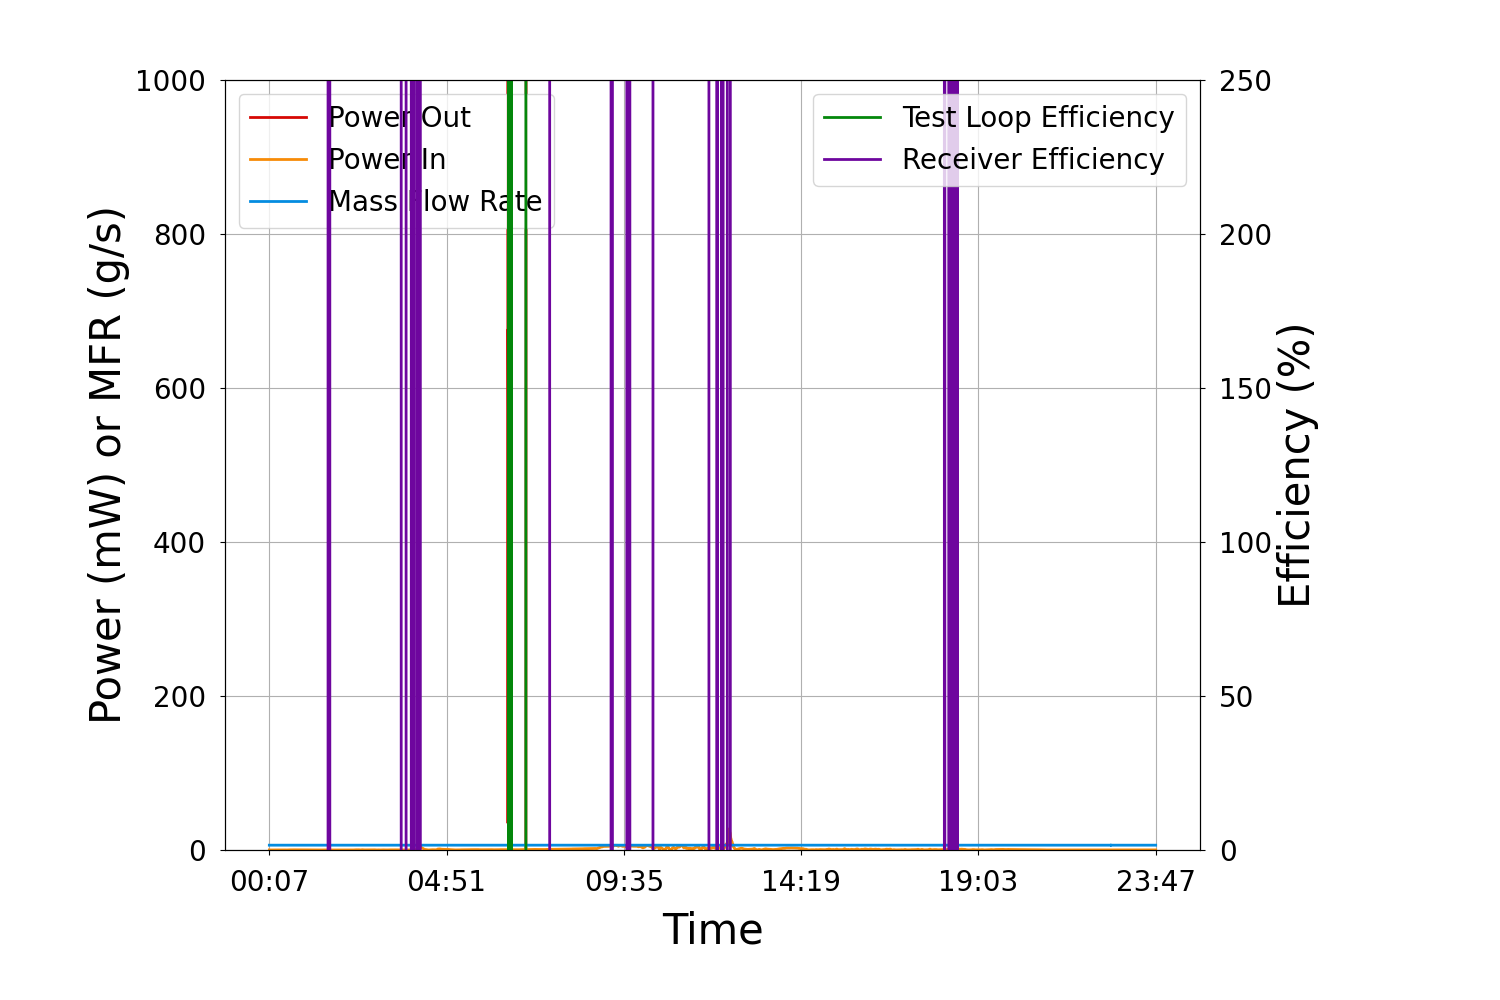 1000
800
600
400
200
0
Power (mW) or MFR (g/s)
Power Out
Power In
Mass Flow Rate
Test Loop Efficiency
Receiver Efficiency
250
200
150
100
50
0
Efficiency (%)
00:07 04:51 09:35 14:19 19:03 23:47
Time